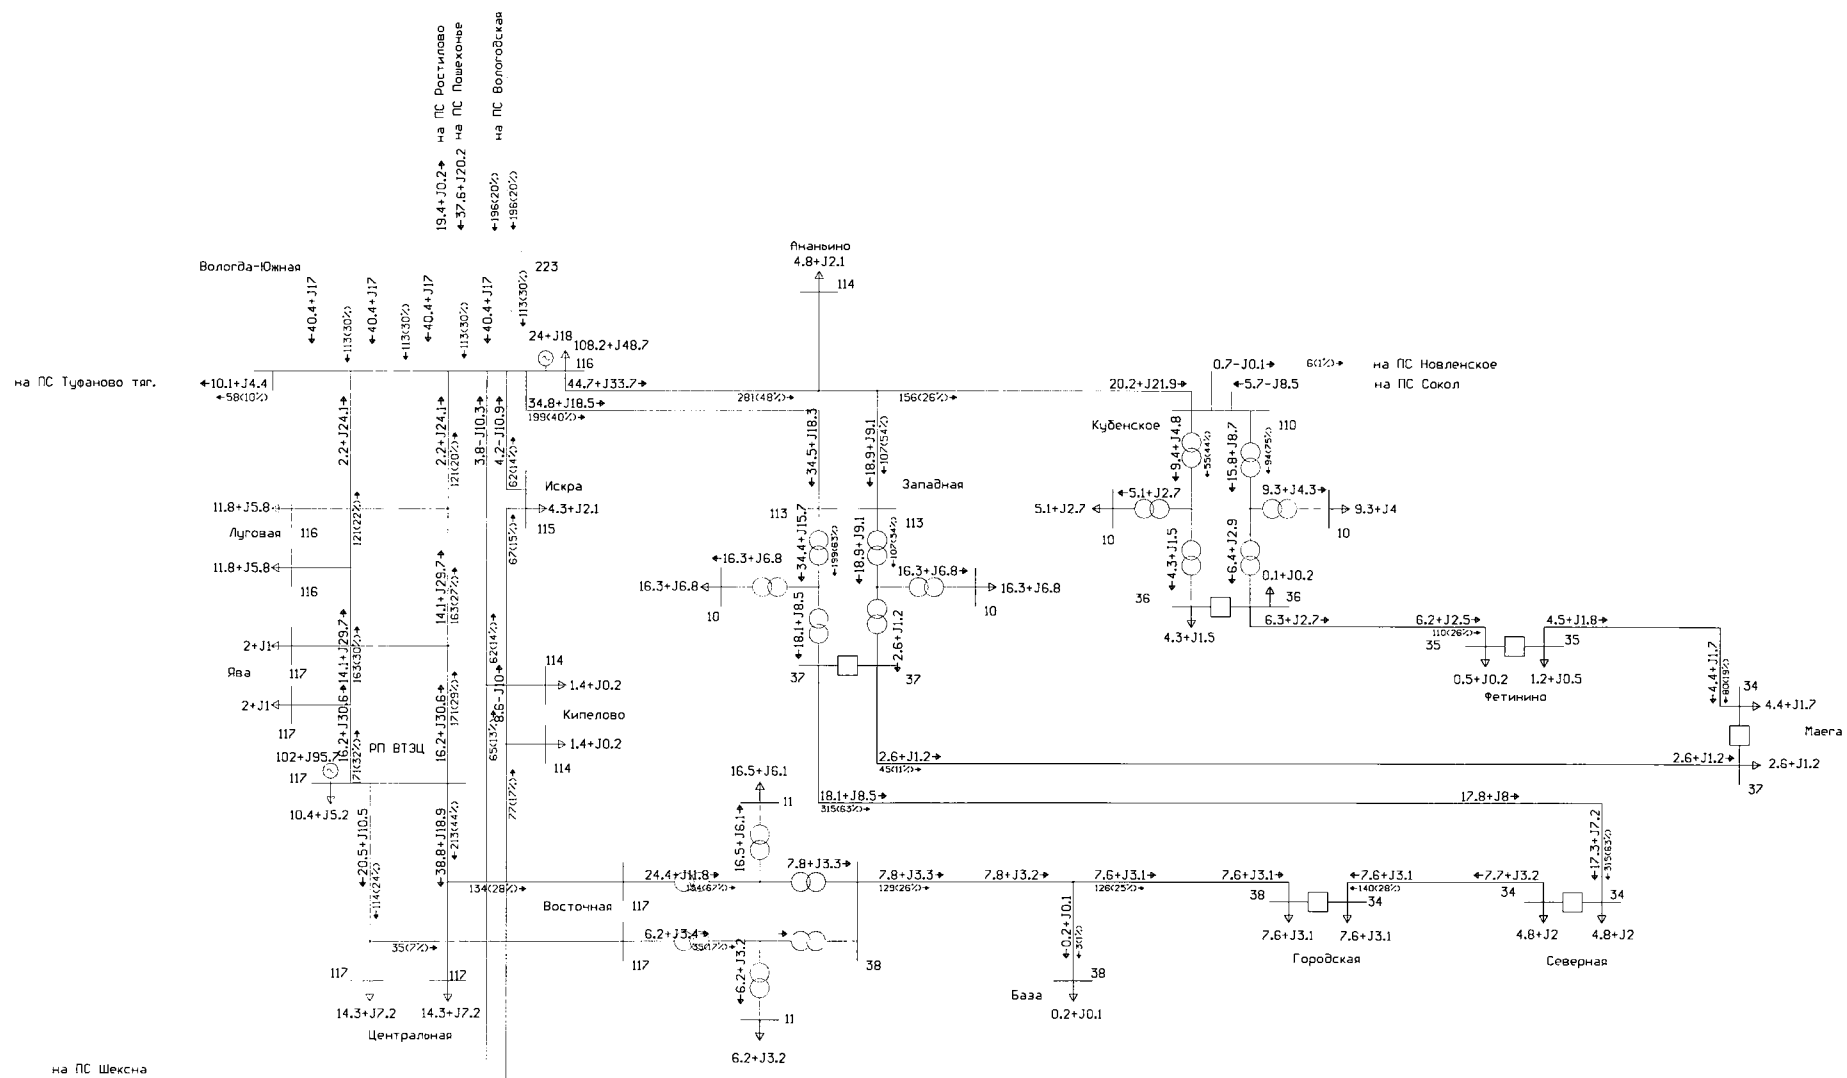 19.4+J0.2→ на ПС Ростилово
←37.6+J20.2 на ПС Пошехонье
←196(20%) на ПС Вологодская
←196(20%)
Вологда-Южная
223
←40.4+J17
←113(30%)
←40.4+J17
←113(30%)
←40.4+J17
←113(30%)
←40.4+J17
←113(30%)
24+J18
108.2+J48.7
116
на ПС Туфаново тяг.
←10.1+J4.4
←58(10%)
44.7+J33.7→
281(48%)→
34.8+J18.5→
199(40%)→
Ананьино
4.8+J2.1
114
156(26%)→
20.2+J21.9→
0.7-J0.1→
6(1%)→
на ПС Новленское
←5.7-J8.5
на ПС Сокол
Кубенское
110
←9.4+J4.8
←55(44%)
←15.8+J8.7
←94(75%)
←5.1+J2.7
5.1+J2.7
10
9.3+J4.3→
9.3+J4
10
←4.3+J1.5
←6.4+J2.9
0.1+J0.2
36
36
4.3+J1.5
6.3+J2.7→
6.2+J2.5→
110(26%)→
4.5+J1.8→
35
35
0.5+J0.2
1.2+J0.5
Фетинино
←4.4+J1.7
←80(19%)
34
4.4+J1.7
Маега
2.6+J1.2→
2.6+J1.2
37
2.2+J24.1→
121(22%)→
2.2+J24.1→
121(20%)→
3.8-J10.3→
4.2-J10.9→
62(14%)→
Искра
4.3+J2.1
115
67(15%)→
11.8+J5.8
Луговая
116
11.8+J5.8
116
14.1+J29.7→
163(30%)→
14.1+J29.7→
163(27%)→
62(14%)→
2+J1
Ява
117
2+J1
117
16.2+J30.6→
171(32%)→
16.2+J30.6→
171(29%)→
65(13%)→
8.6-J10→
77(17%)→
114
1.4+J0.2
Кипелово
1.4+J0.2
114
РП ВТЭЦ
102+J95.7
117
10.4+J5.2
←34.5+J18.3
←18.9+J9.1
←107(54%)
Западная
113
113
←34.4+J15.7
←199(63%)
←18.9+J9.1
←107(54%)
←16.3+J6.8
16.3+J6.8
10
16.3+J6.8→
16.3+J6.8
10
←18.1+J8.5
←2.6+J1.2
37
37
2.6+J1.2→
45(11%)→
18.1+J8.5→
315(63%)→
17.8+J8→
←17.3+J7.2
←315(63%)
←20.5+J10.5
←114(24%)
←38.8+J18.9
←213(44%)
134(28%)→
35(7%)→
Восточная
117
117
24.4+J11.8→
134(67%)→
16.5+J6.1
11
16.5+J6.1→
7.8+J3.3→
6.2+J3.4→
35(17%)→
←6.2+J3.2
11
6.2+J3.2
38
7.8+J3.3→
129(26%)→
7.8+J3.2→
7.6+J3.1→
126(25%)→
7.6+J3.1→
←7.6+J3.1
←140(28%)
←7.7+J3.2
←0.2+J0.1
←3(0%)
38
База
0.2+J0.1
38
34
7.6+J3.1
7.6+J3.1
Городская
34
34
4.8+J2
4.8+J2
Северная
117
117
14.3+J7.2
14.3+J7.2
Центральная
на ПС Шексна